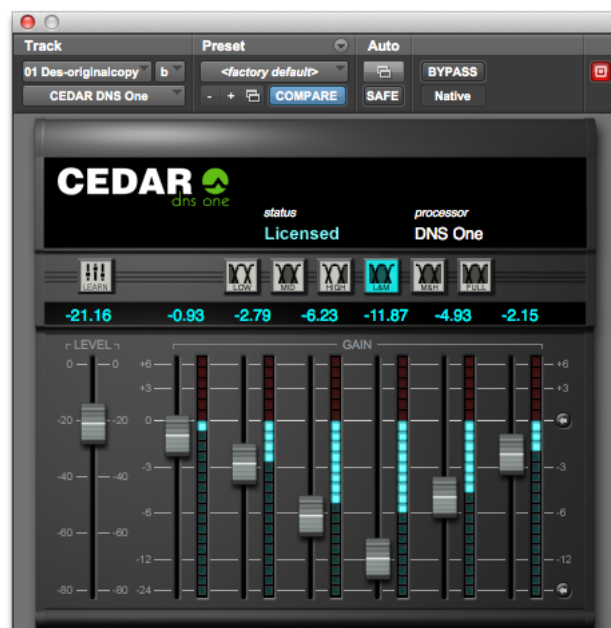 Track Preset Auto
01 Des-originalcopy b <factory default> BYPASS
CEDAR DNS One - + COMPARE SAFE Native
CEDAR
dns one
status processor
Licensed DNS One
LEARN LOW MID HIGH L&M M&H FULL
-21.16 -0.93 -2.79 -6.23 -11.87 -4.93 -2.15
LEVEL GAIN
0 0 +6 +6
+3 +3
-20 -20 0 0
-3 -3
-40 -40
-6 -6
-60 -60
-12 -12
-80 -80 -24